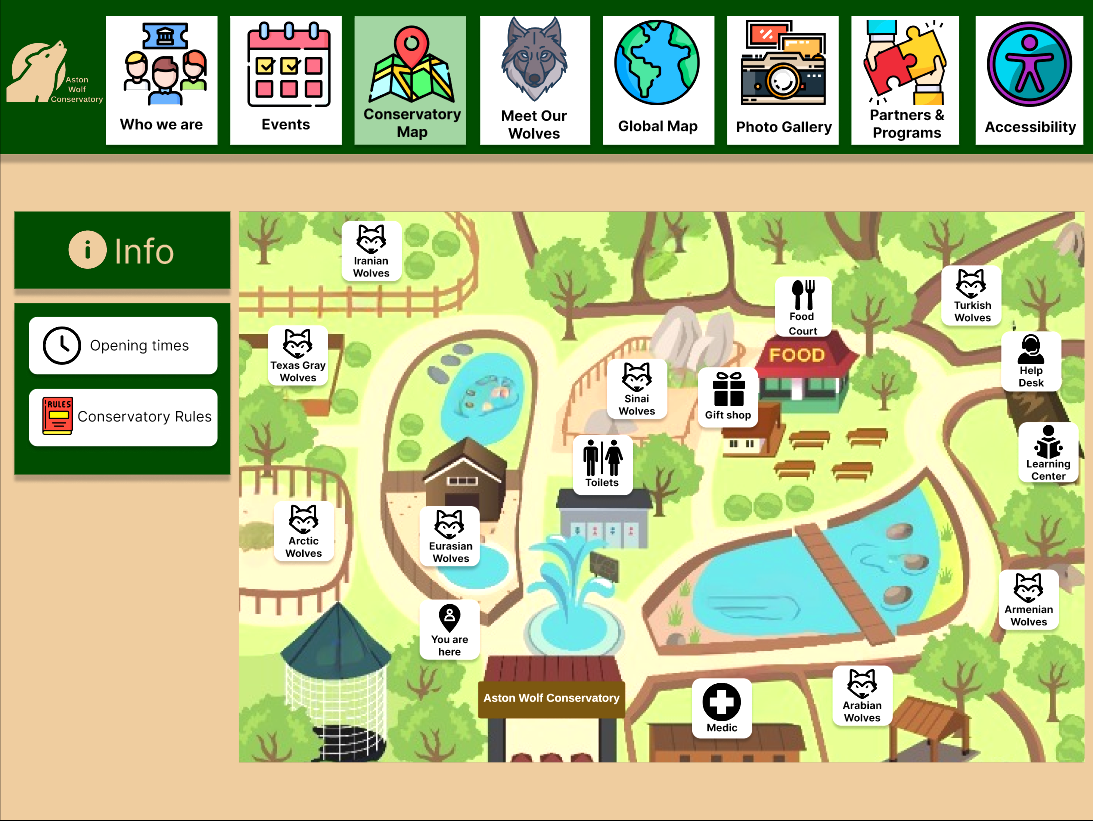 Aston
Wolf
Conservatory
Who we are
Events
Conservatory
Map
Meet Our
Wolves
Global Map
Photo Gallery
Partners &
Programs
Accessibility
i Info
Opening times
RULES
Conservatory Rules
Iranian
Wolves
Food
Court
Turkish
Wolves
Texas Gray
Wolves
FOOD
Help
Desk
Sinai
Wolves
Gift shop
Toilets
Learning
Center
Arctic
Wolves
Eurasian
Wolves
Armenian
Wolves
You are
here
Aston Wolf Conservatory
Medic
Arabian
Wolves